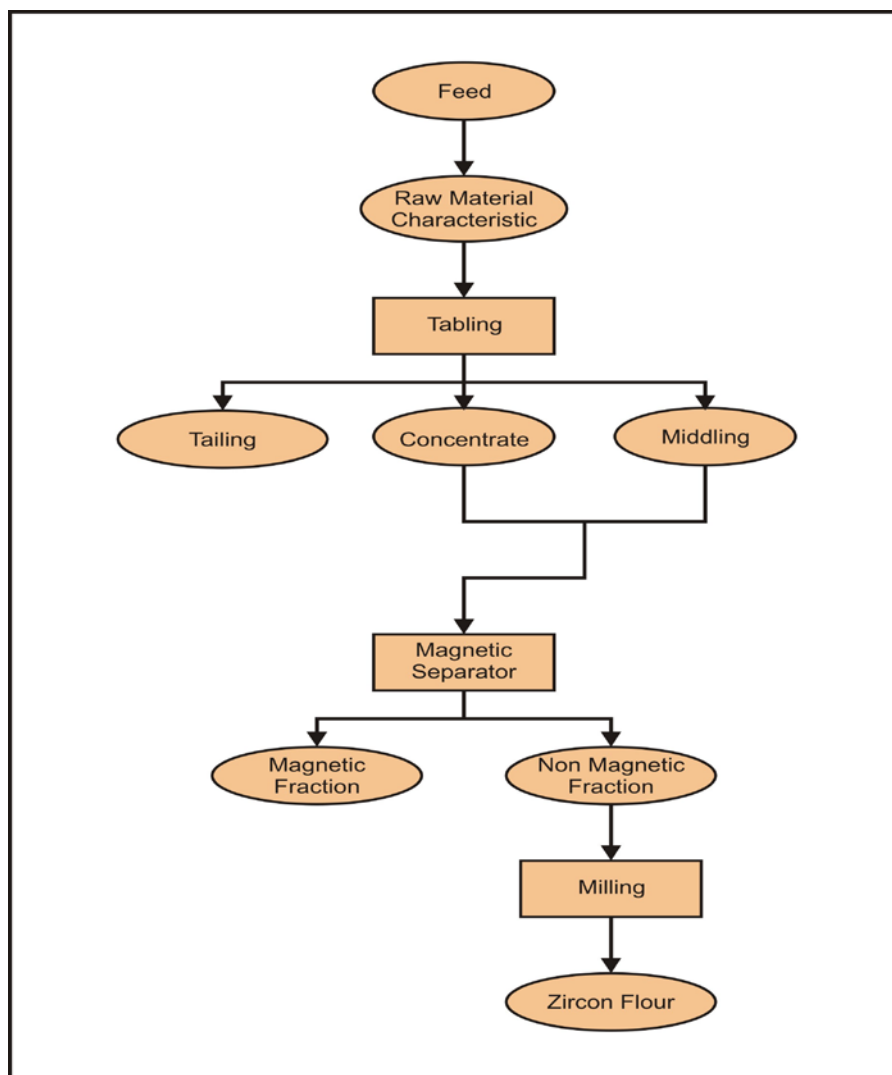 Feed
Raw Material
Characteristic
Tabling
Tailing
Concentrate
Middling
Magnetic
Separator
Magnetic
Fraction
Non Magnetic
Fraction
Milling
Zircon Flour